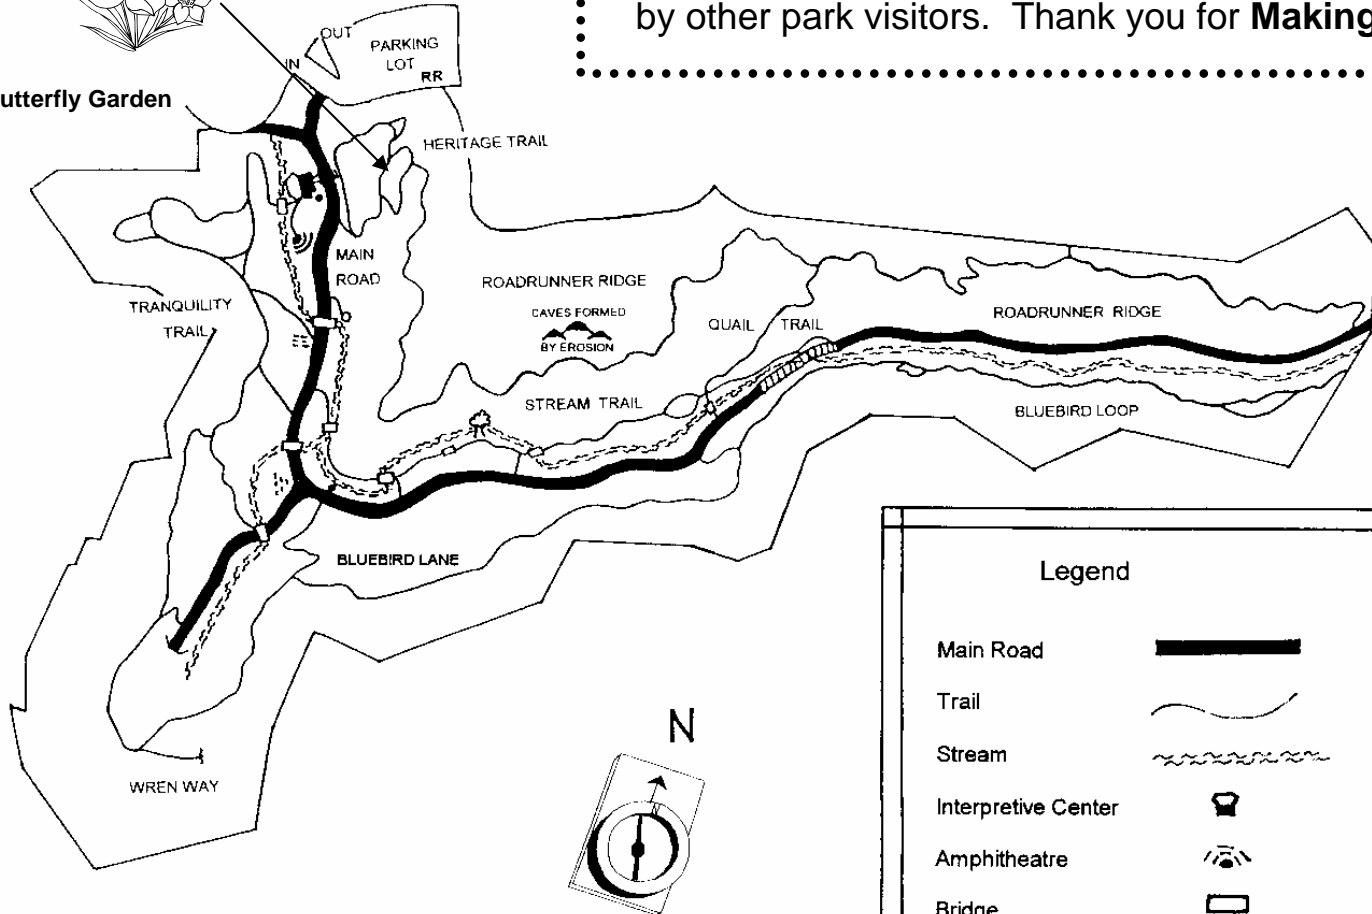 by other park visitors.  Thank you for Making
OUT
PARKING
LOT
RR
IN
utterfly Garden
HERITAGE TRAIL
MAIN
ROAD
TRANQUILITY
TRAIL
ROADRUNNER RIDGE
CAVES FORMED
BY EROSION
QUAIL TRAIL
ROADRUNNER RIDGE
STREAM TRAIL
BLUEBIRD LOOP
BLUEBIRD LANE
WREN WAY
N
N
Legend
Main Road
Trail
Stream
Interpretive Center
Amphitheatre
Bridge